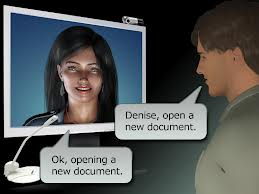 Denise, open a
new document.
Ok, opening a
new document.